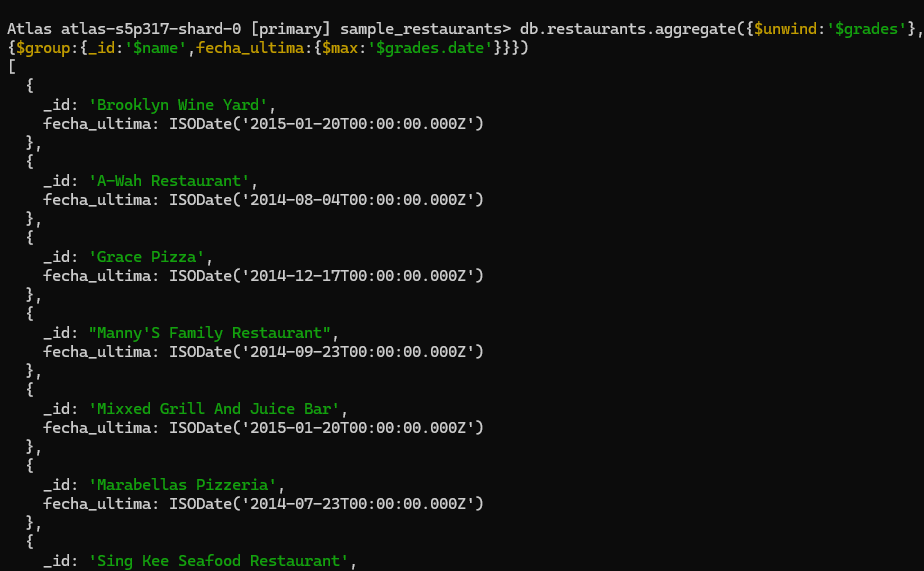 Atlas atlas-s5p317-shard-0 [primary] sample_restaurants> db.restaurants.aggregate({$unwind:'$grades'},
{$group:{_id:'$name',fecha_ultima:{$max:'$grades.date'}}})
[
  {
    _id: 'Brooklyn Wine Yard',
    fecha_ultima: ISODate('2015-01-20T00:00:00.000Z')
  },
  {
    _id: 'A-Wah Restaurant',
    fecha_ultima: ISODate('2014-08-04T00:00:00.000Z')
  },
  {
    _id: 'Grace Pizza',
    fecha_ultima: ISODate('2014-12-17T00:00:00.000Z')
  },
  {
    _id: "Manny'S Family Restaurant",
    fecha_ultima: ISODate('2014-09-23T00:00:00.000Z')
  },
  {
    _id: 'Mixxed Grill And Juice Bar',
    fecha_ultima: ISODate('2015-01-20T00:00:00.000Z')
  },
  {
    _id: 'Marabellas Pizzeria',
    fecha_ultima: ISODate('2014-07-23T00:00:00.000Z')
  },
  {
    _id: 'Sing Kee Seafood Restaurant',